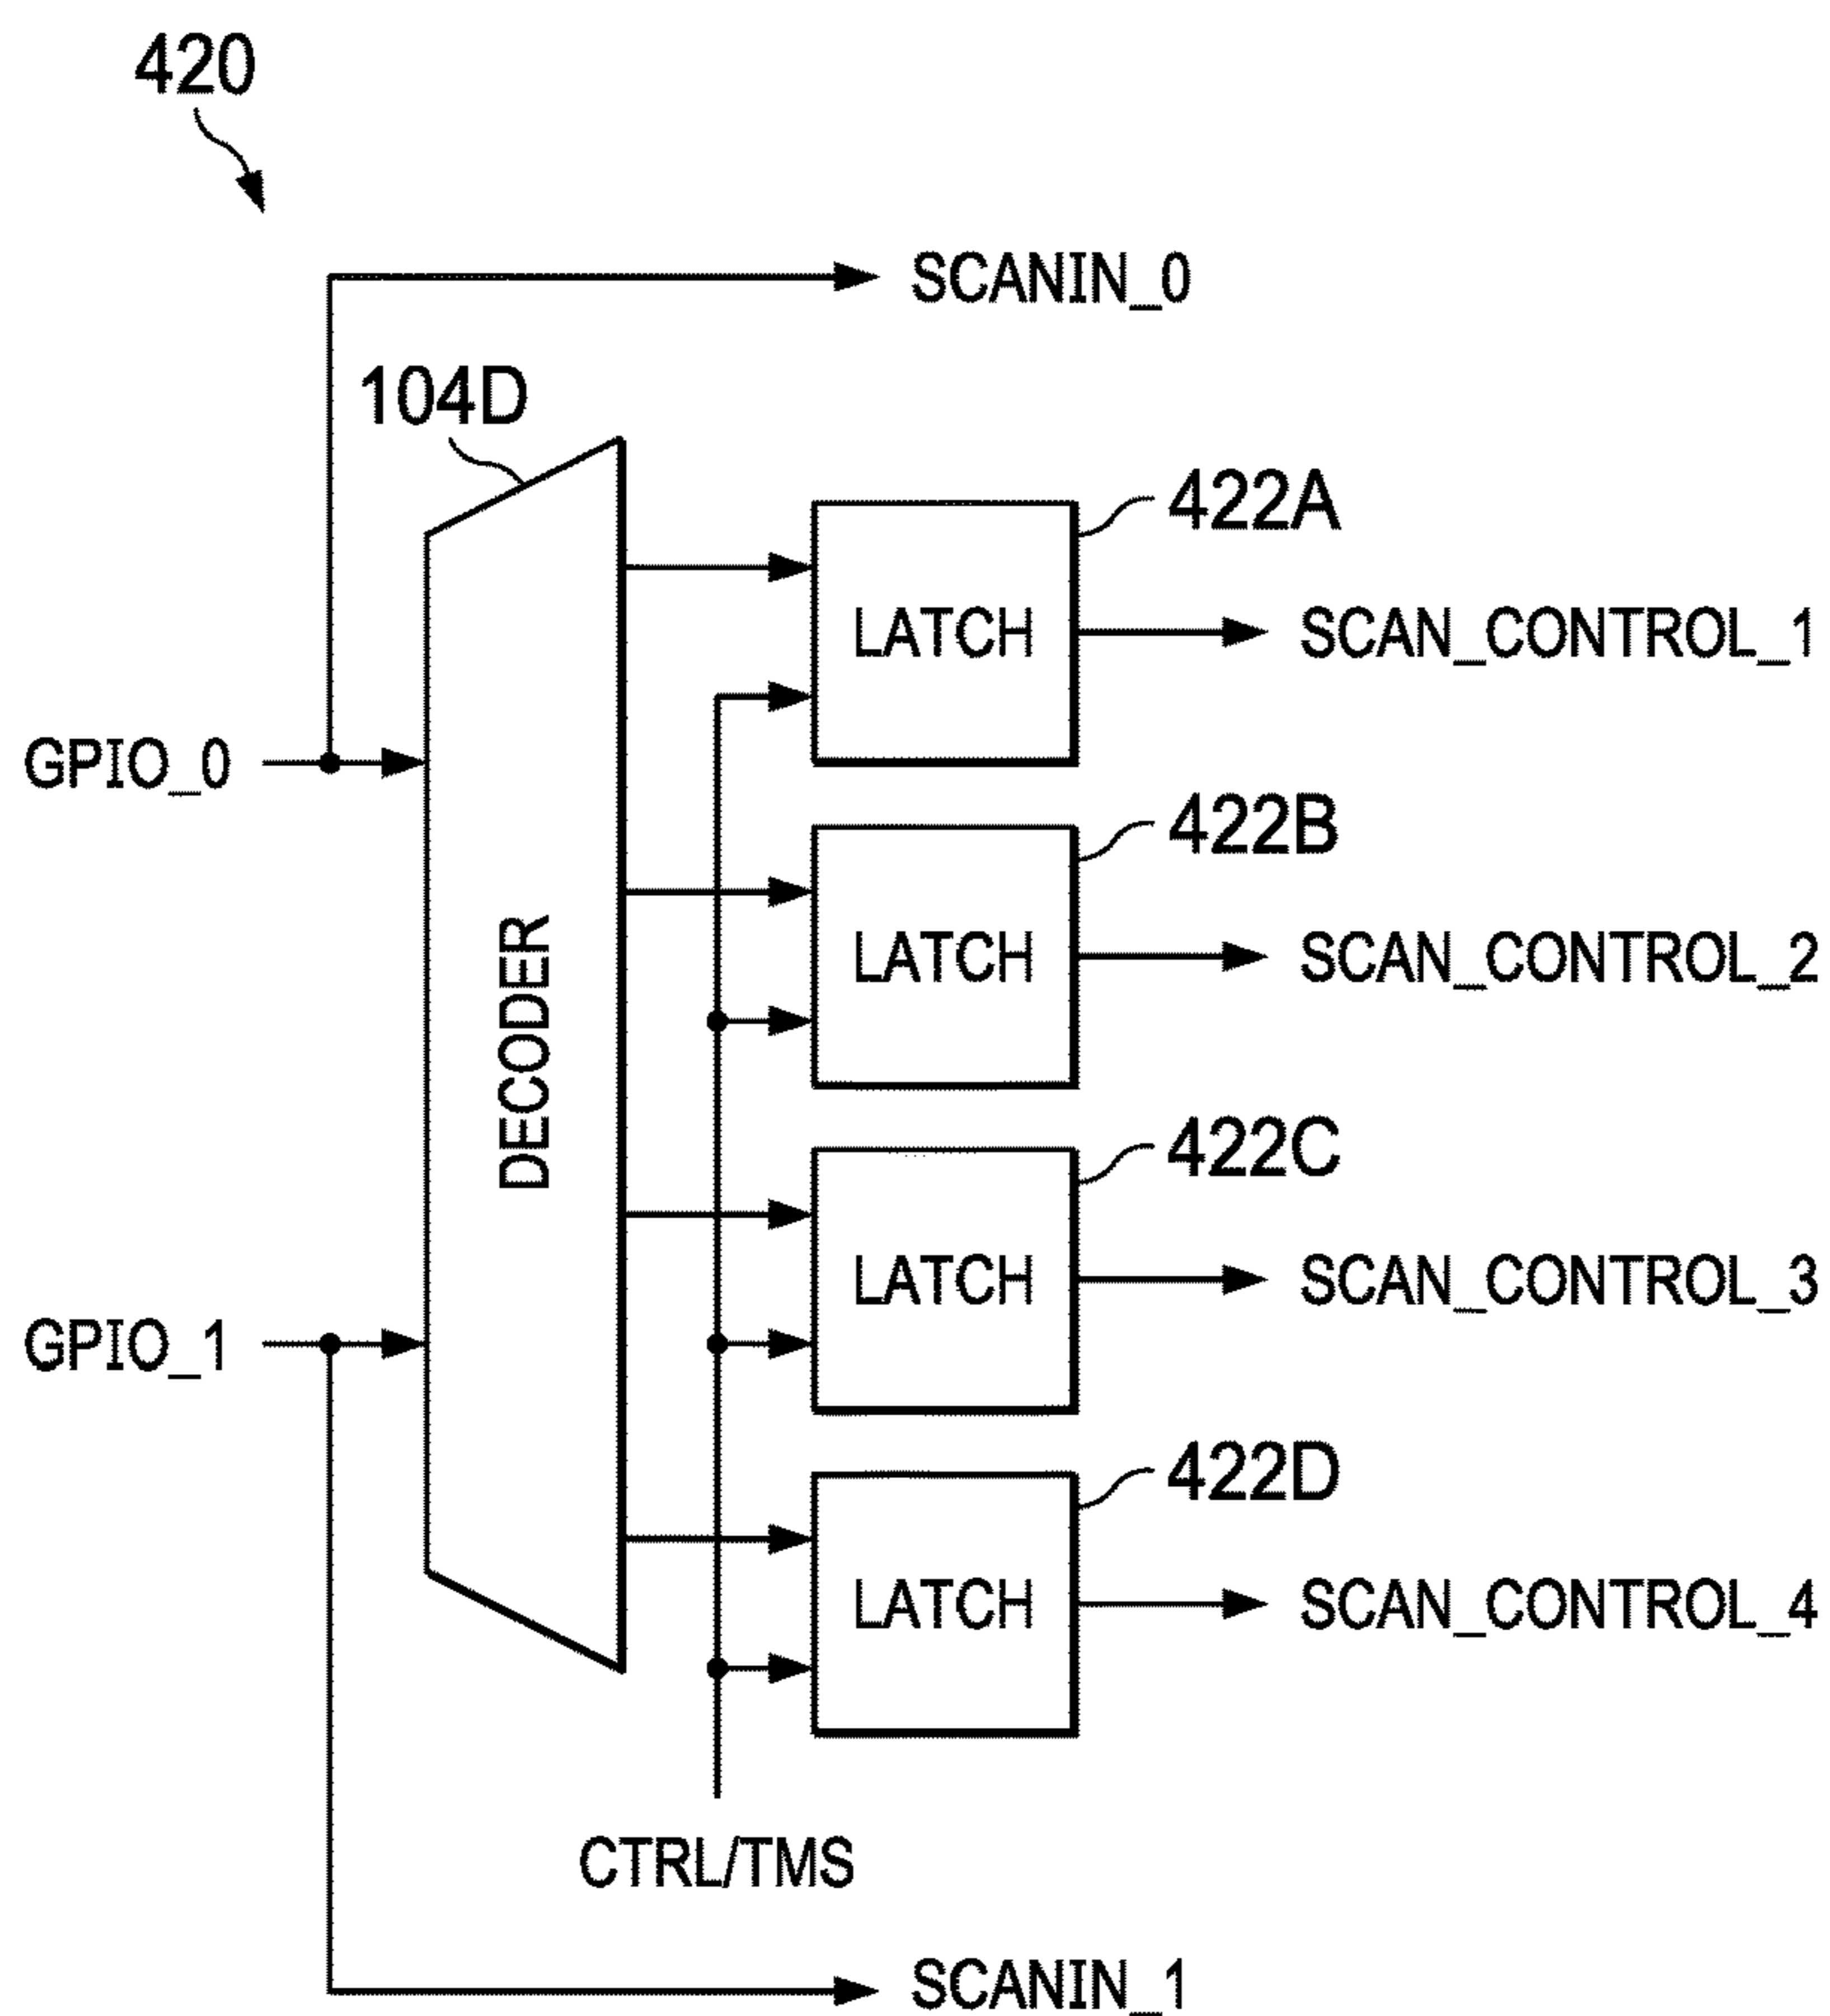 420
SCANIN_0
104D
422A
LATCH
SCAN_CONTROL_1
GPIO_0
422B
LATCH
SCAN_CONTROL_2
DECODER
422C
LATCH
SCAN_CONTROL_3
GPIO_1
422D
LATCH
SCAN_CONTROL_4
CTRL/TMS
SCANIN_1